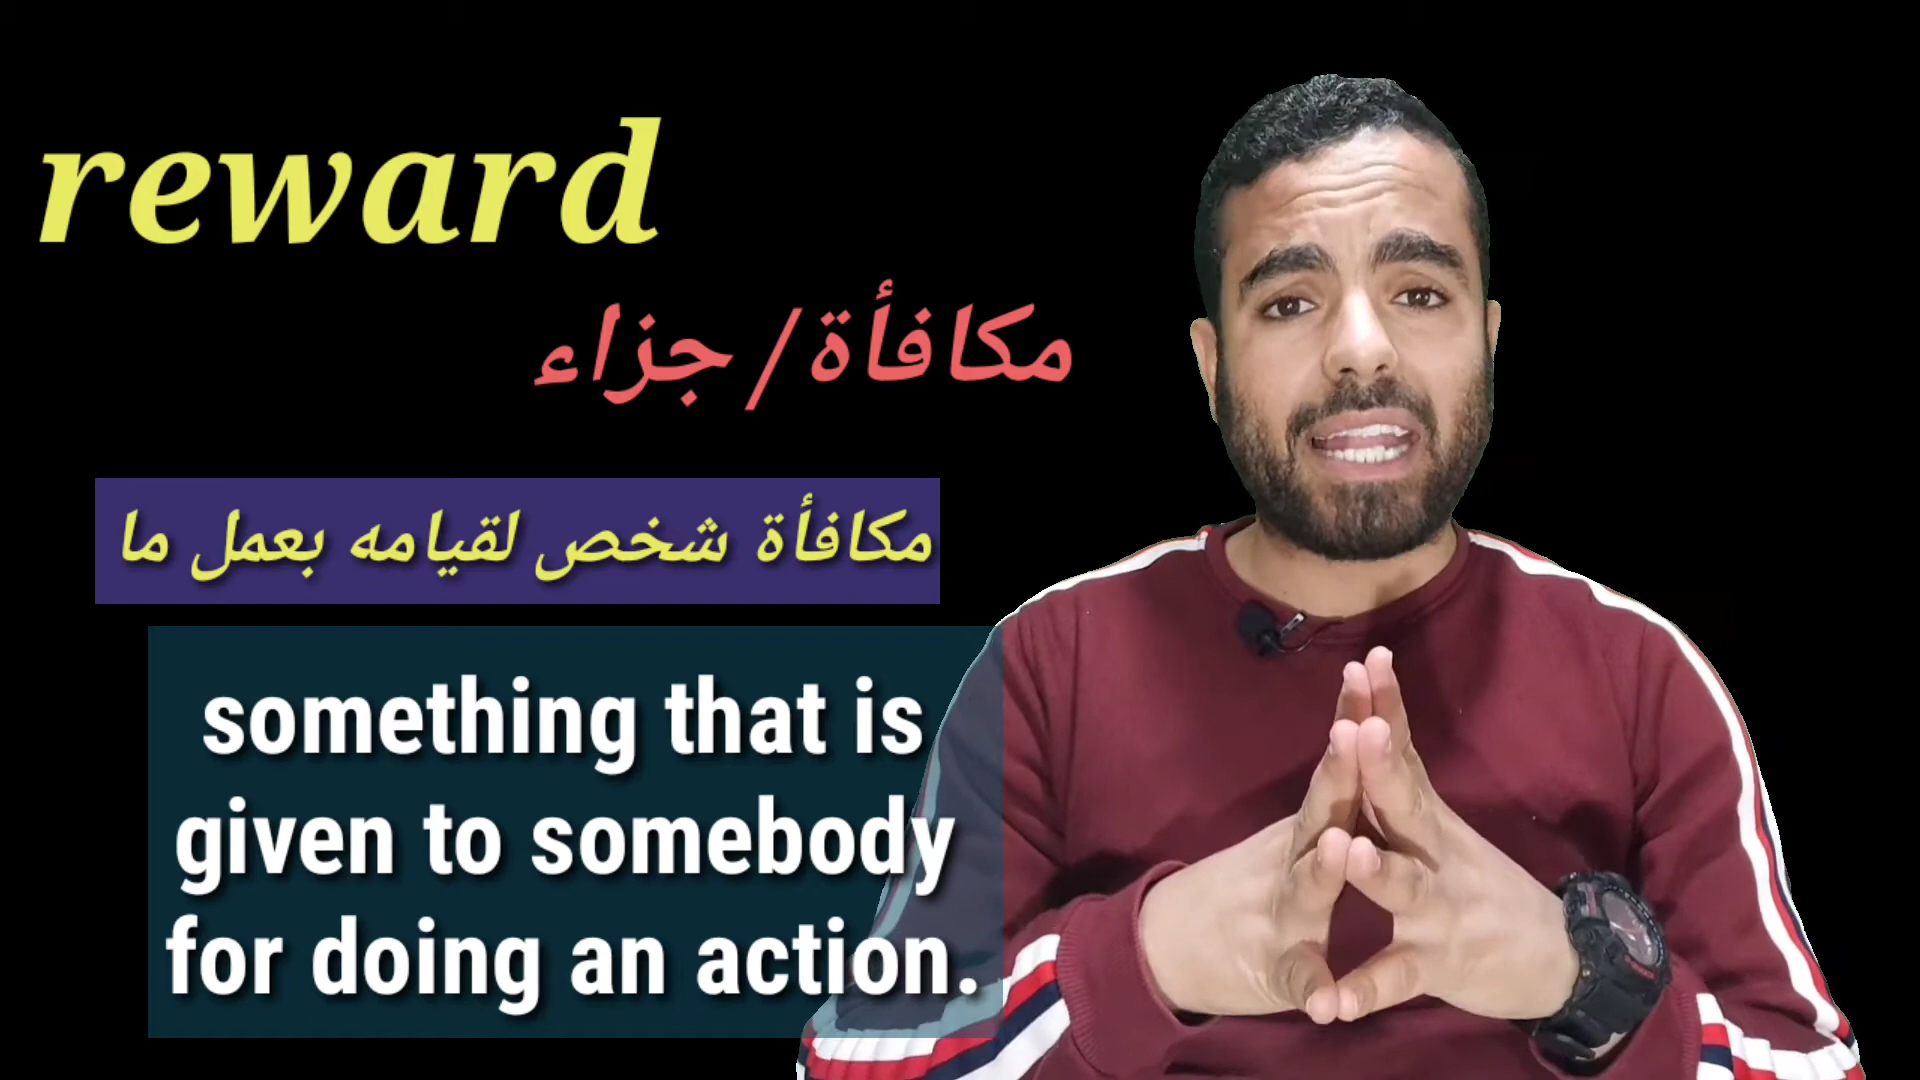 reward
مكافأة/جزاء
مكافأة شخص لقيامه بعمل ما
something that is
given to somebody
for doing an action.